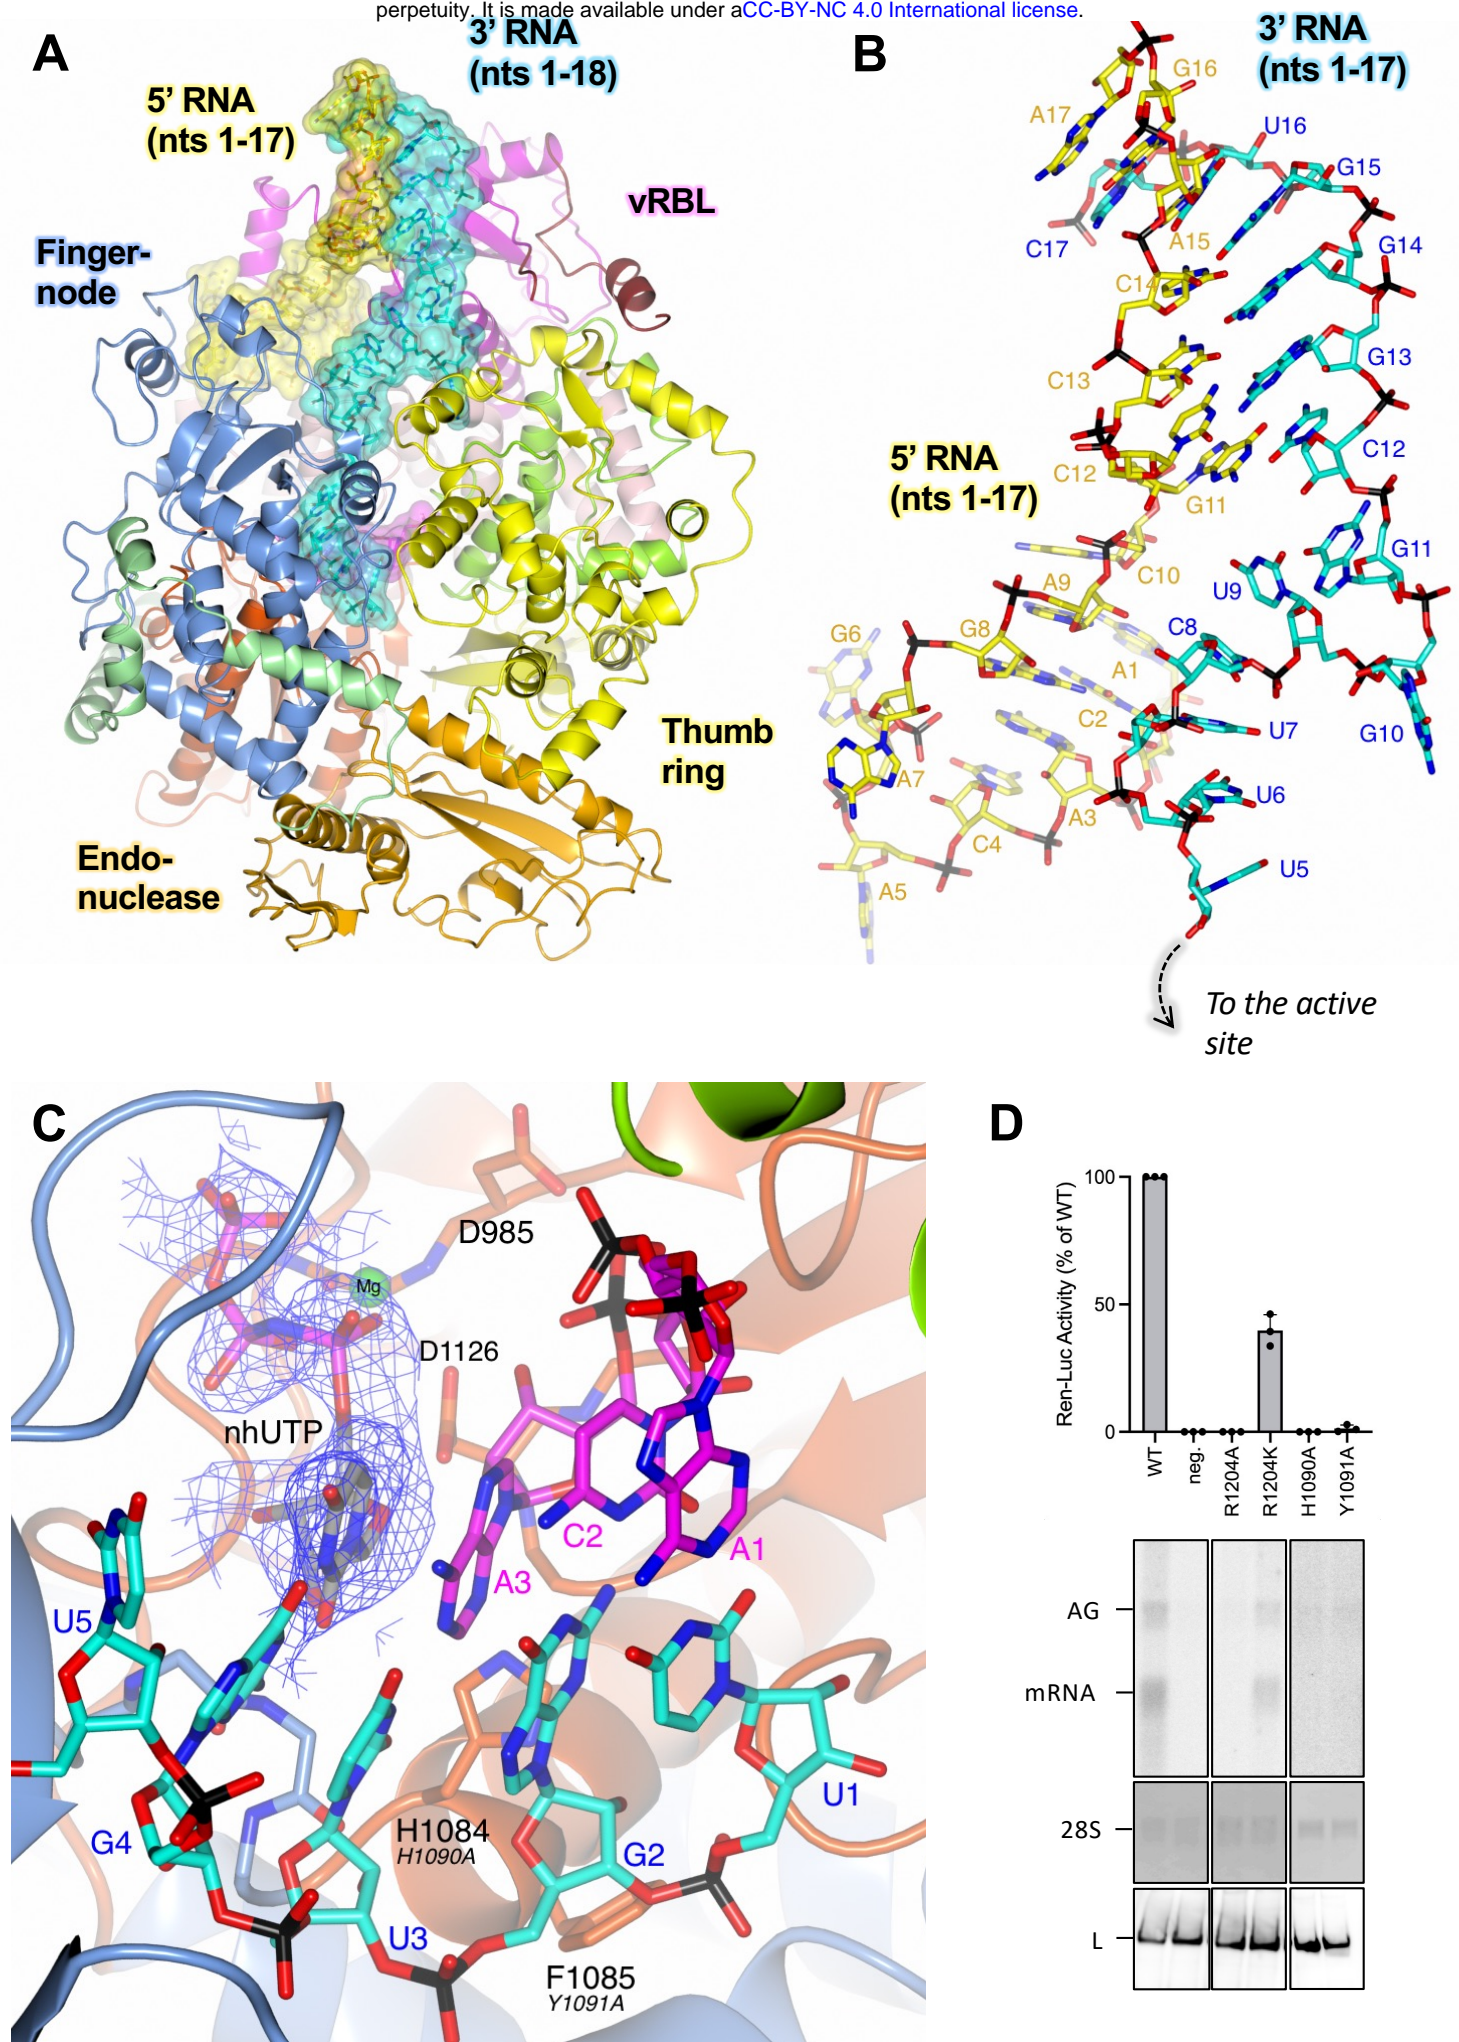 perpetuity. It is made available under aCC-BY-NC 4.0 International license.
A
3’ RNA
(nts 1-18)
5’ RNA
(nts 1-17)
vRBL
Finger-
node
Thumb
ring
Endo-
nuclease
B
3’ RNA
(nts 1-17)
G16
A17
U16
G15
C17
A15
G14
C14
G13
C13
C12
5’ RNA
(nts 1-17)
C12
G11
G11
C10
A9
U9
C8
G6
G8
A1
C2
U7
G10
A7
U6
A3
C4
U5
A5
To the active
site
C
D985
Mg
D1126
nhUTP
C2
A1
A3
U5
U1
H1084
H1090A
G4
G2
U3
F1085
Y1091A
D
Ren-Luc Activity (% of WT)
100
50
0
WT
neg.
R1204A
R1204K
H1090A
Y1091A
AG
mRNA
28S
L